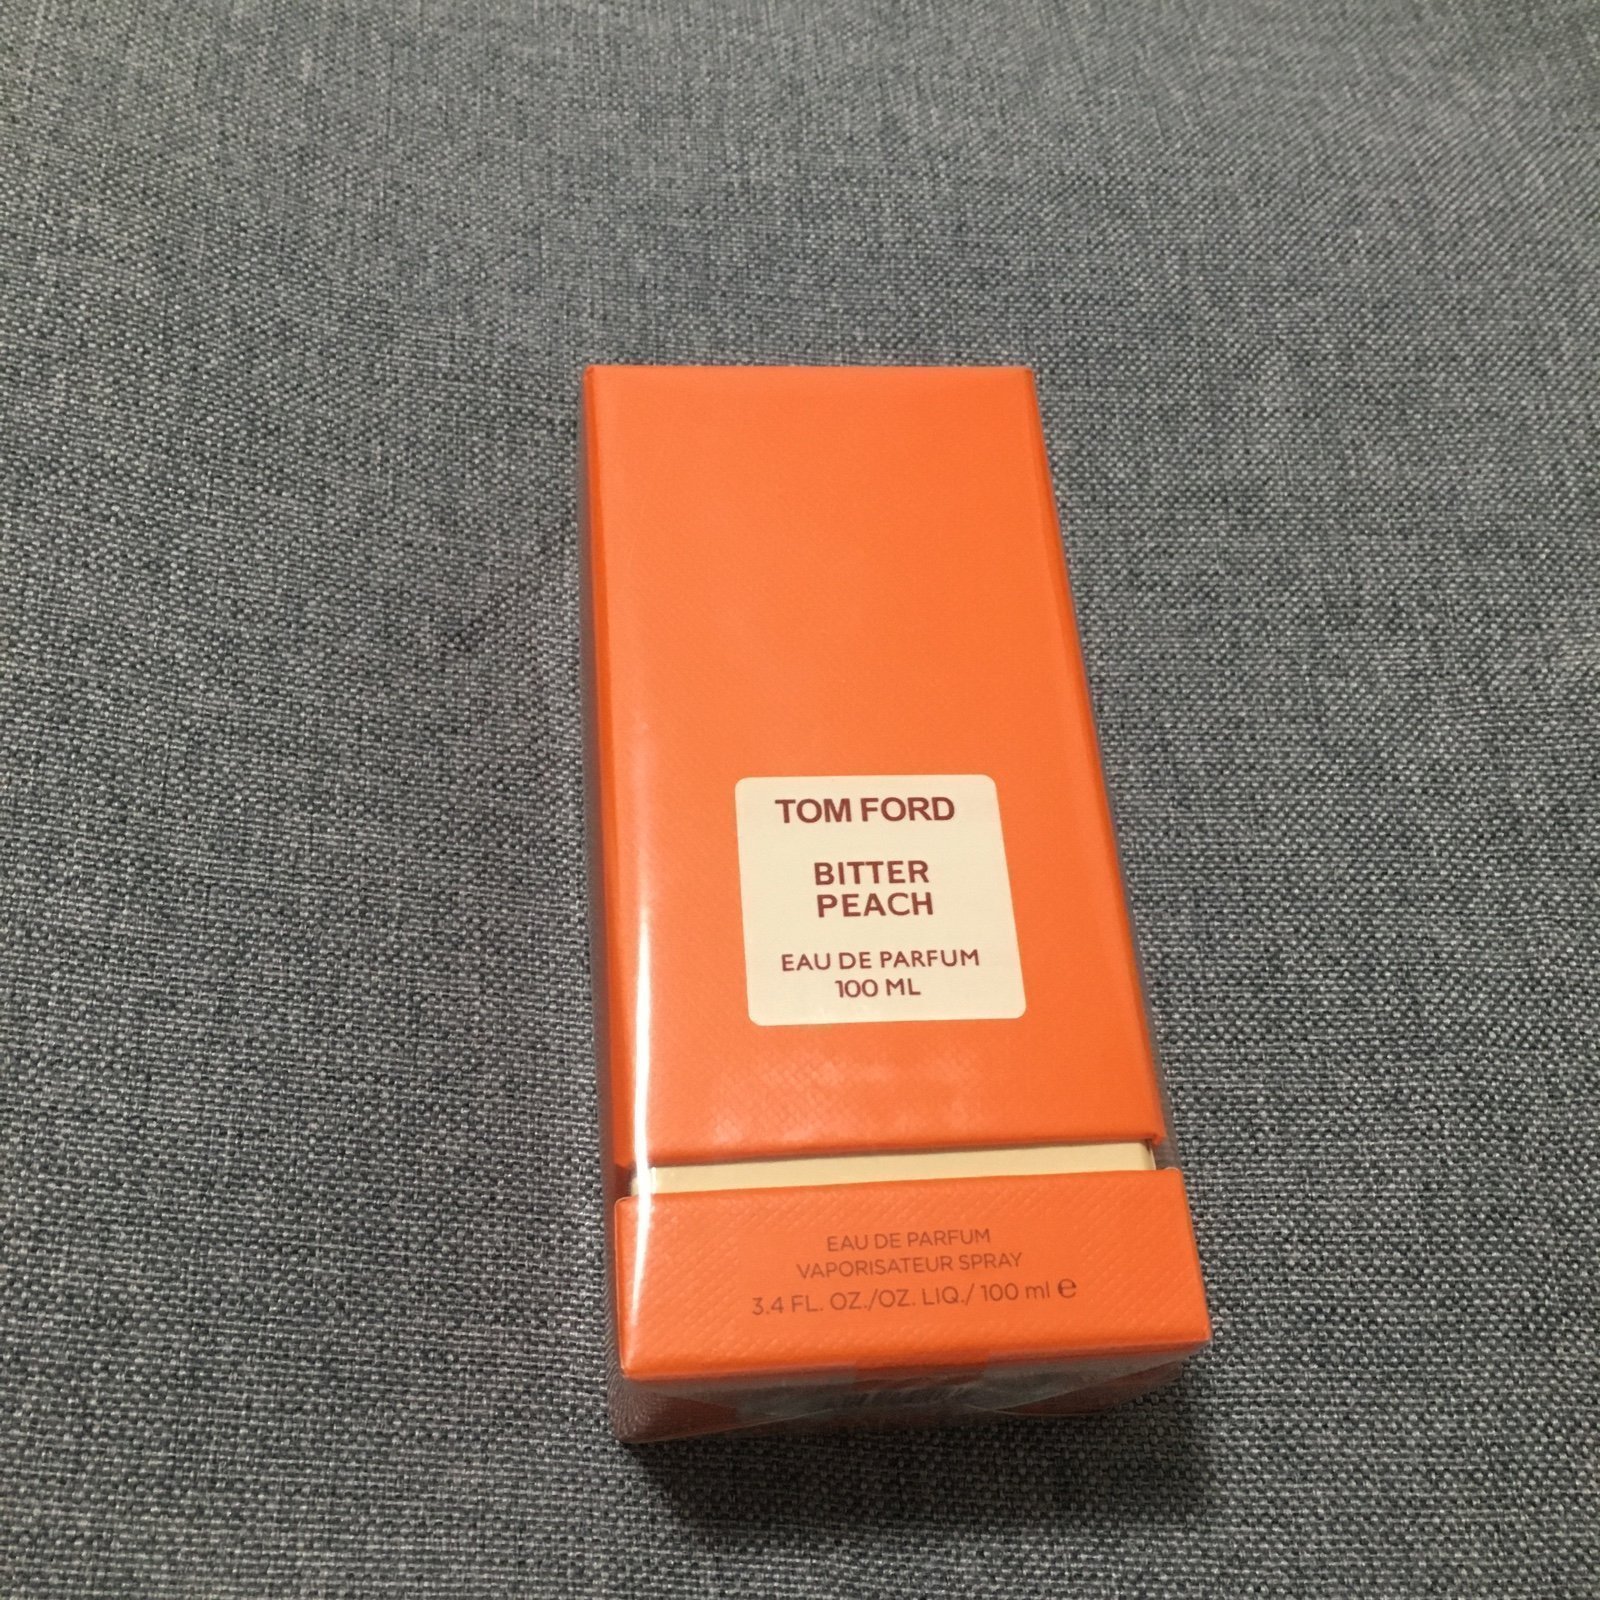 TOM FORD
BITTER
PEACH
EAU DE PARFUM
100 ML
EAU DE PARFUM
VAPORISATEUR SPRAY
3.4 FL. OZ./OZ. LIQ./ 100 ml ℮